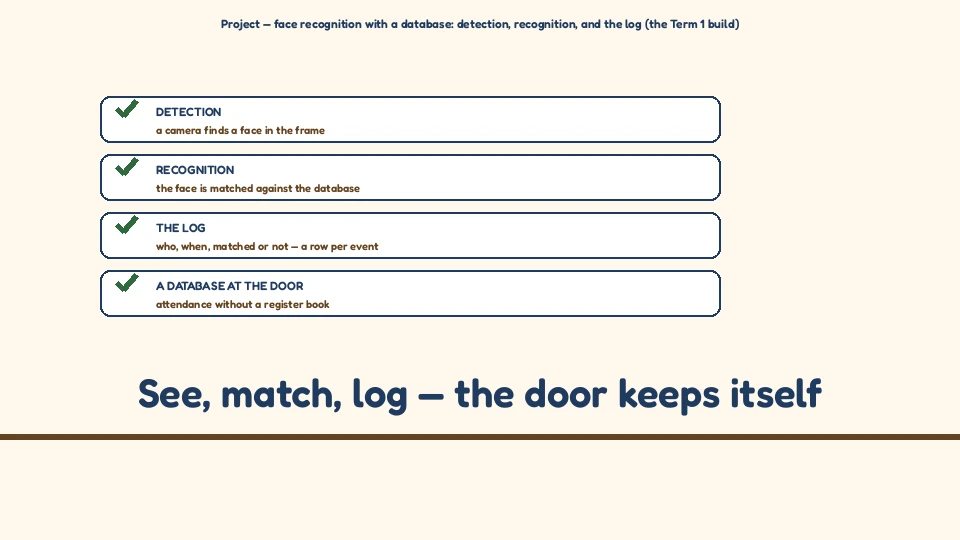 Project — face recognition with a database: detection, recognition, and the log (the Term 1 build)
DETECTION
a camera finds a face in the frame
RECOGNITION
the face is matched against the database
THE LOG
who, when, matched or not — a row per event
A DATABASE AT THE DOOR
attendance without a register book
See, match, log — the door keeps itself